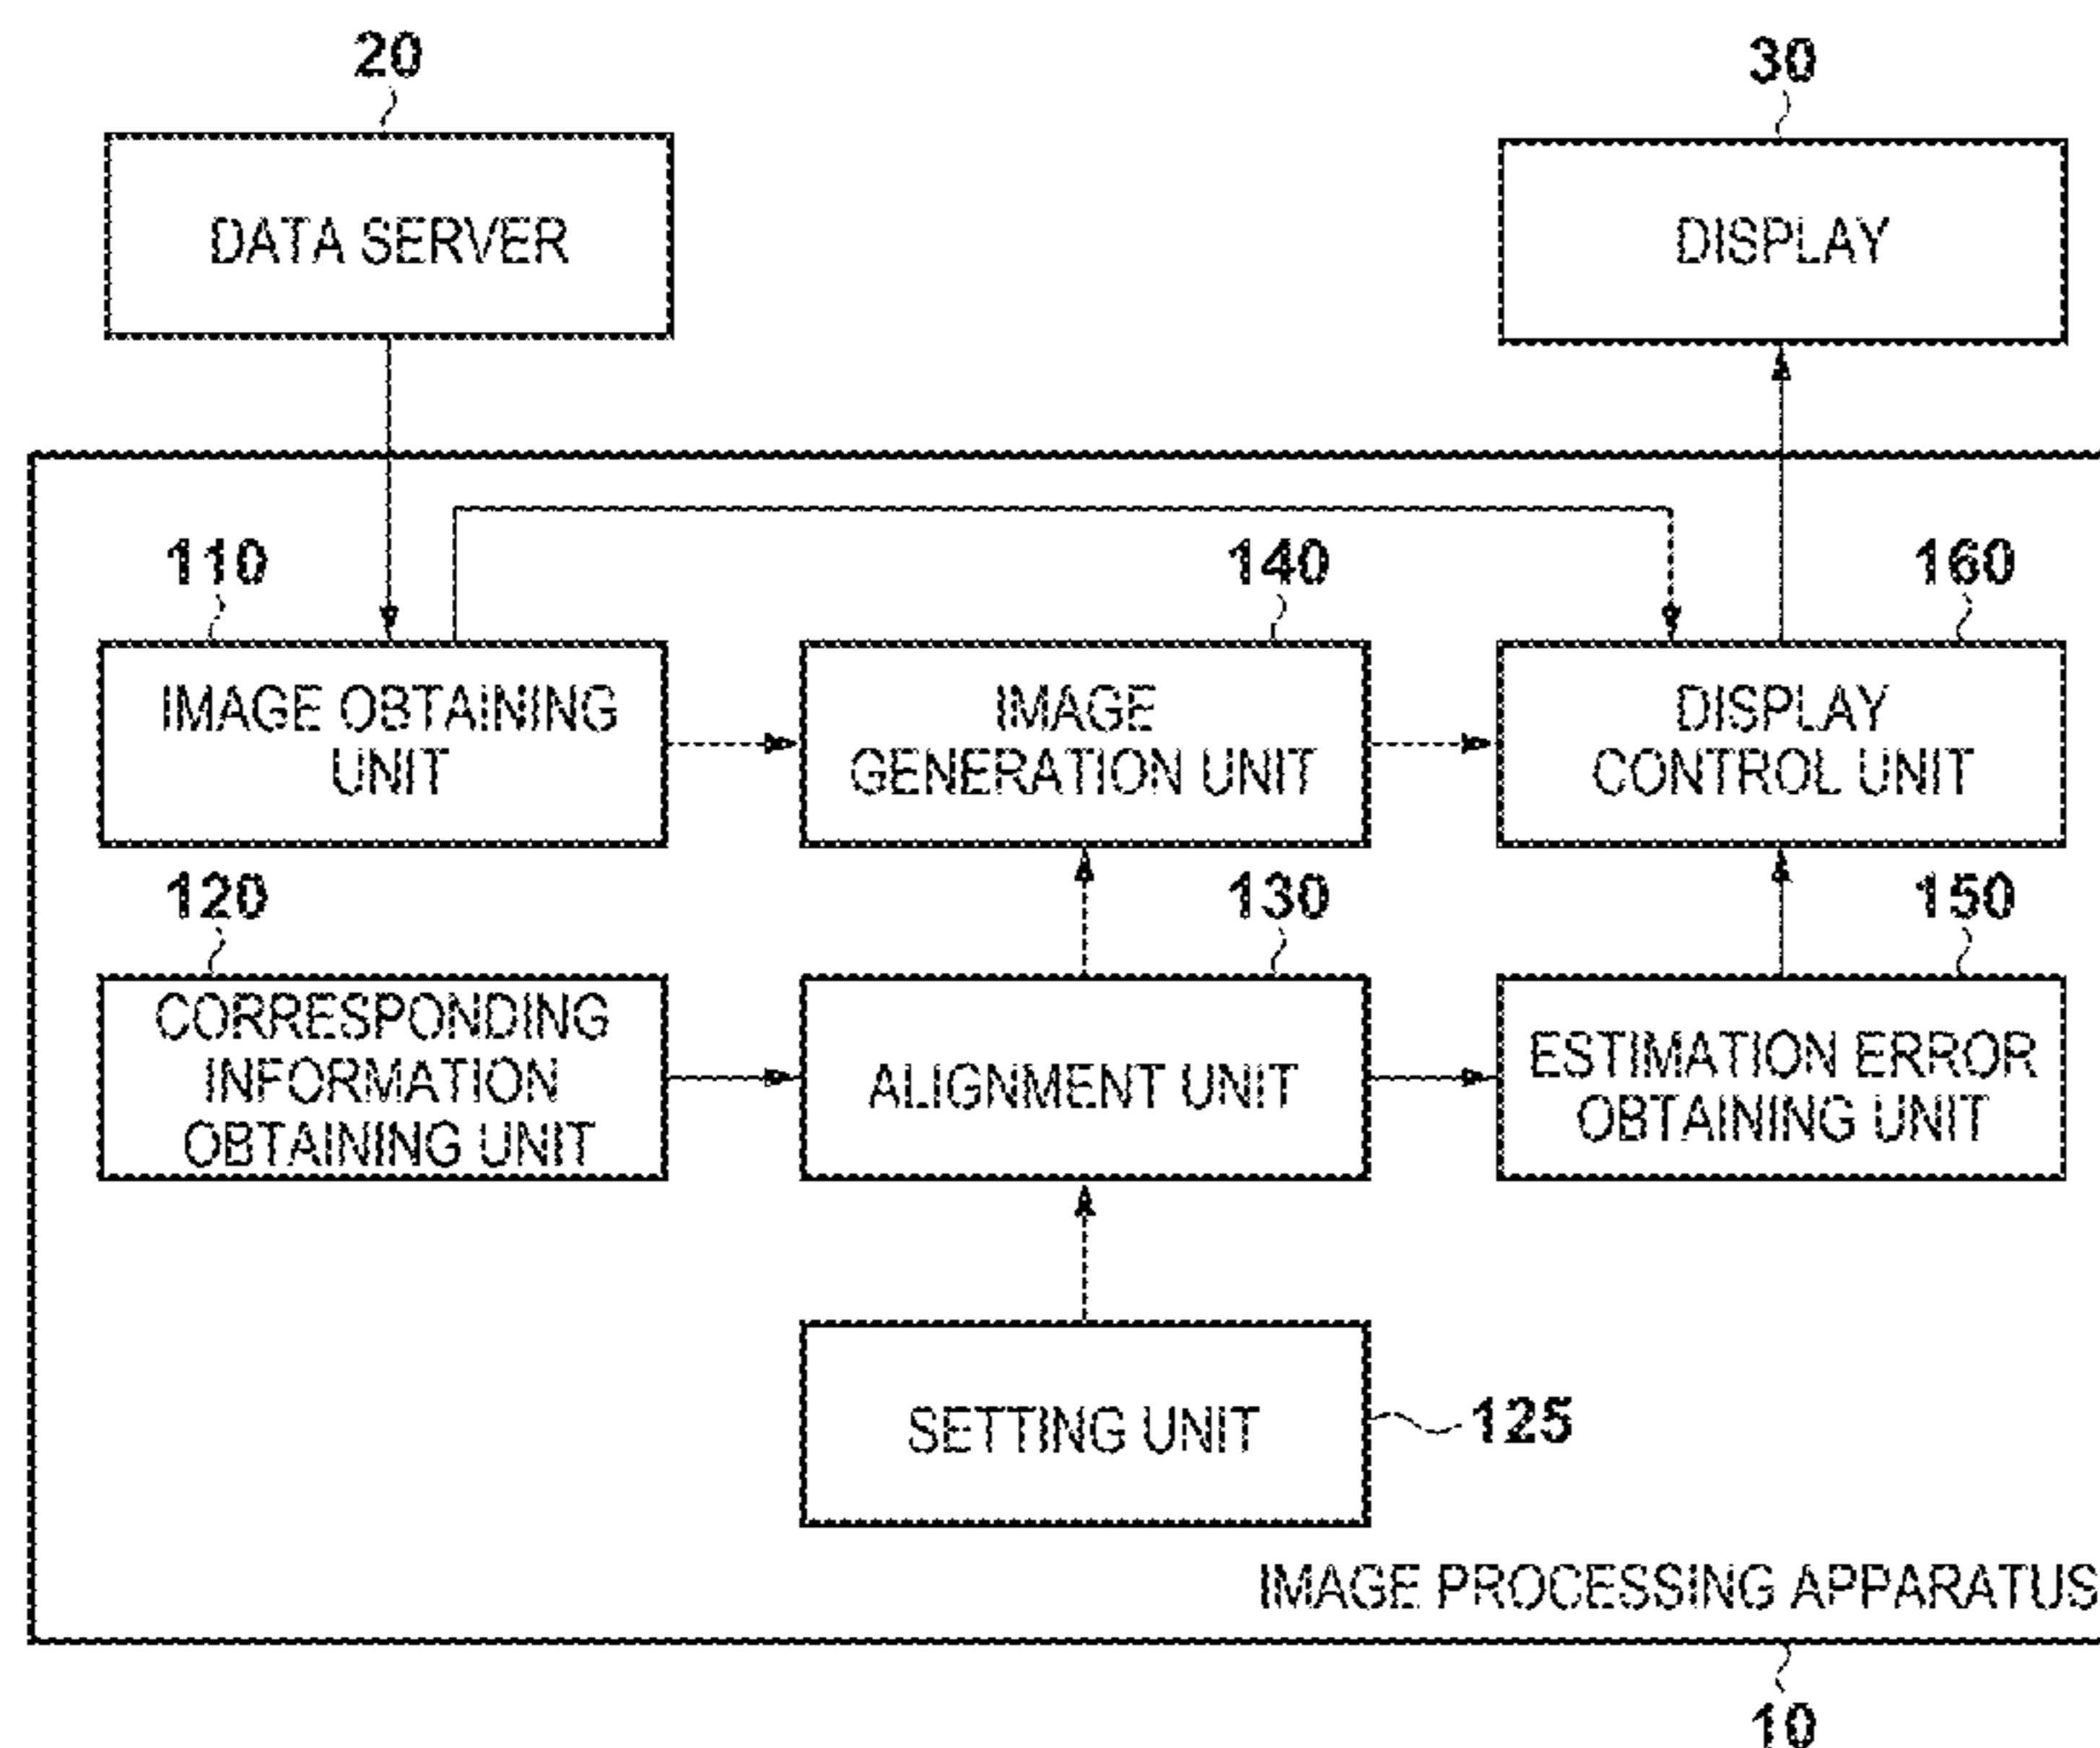 20
30
DATA SERVER
DISPLAY
110
140
160
IMAGE OBTAINING
UNIT
IMAGE
GENERATION UNIT
DISPLAY
CONTROL UNIT
120
130
150
CORRESPONDING
INFORMATION
OBTAINING UNIT
ALIGNMENT UNIT
ESTIMATION ERROR
OBTAINING UNIT
SETTING UNIT
125
IMAGE PROCESSING APPARATUS
10